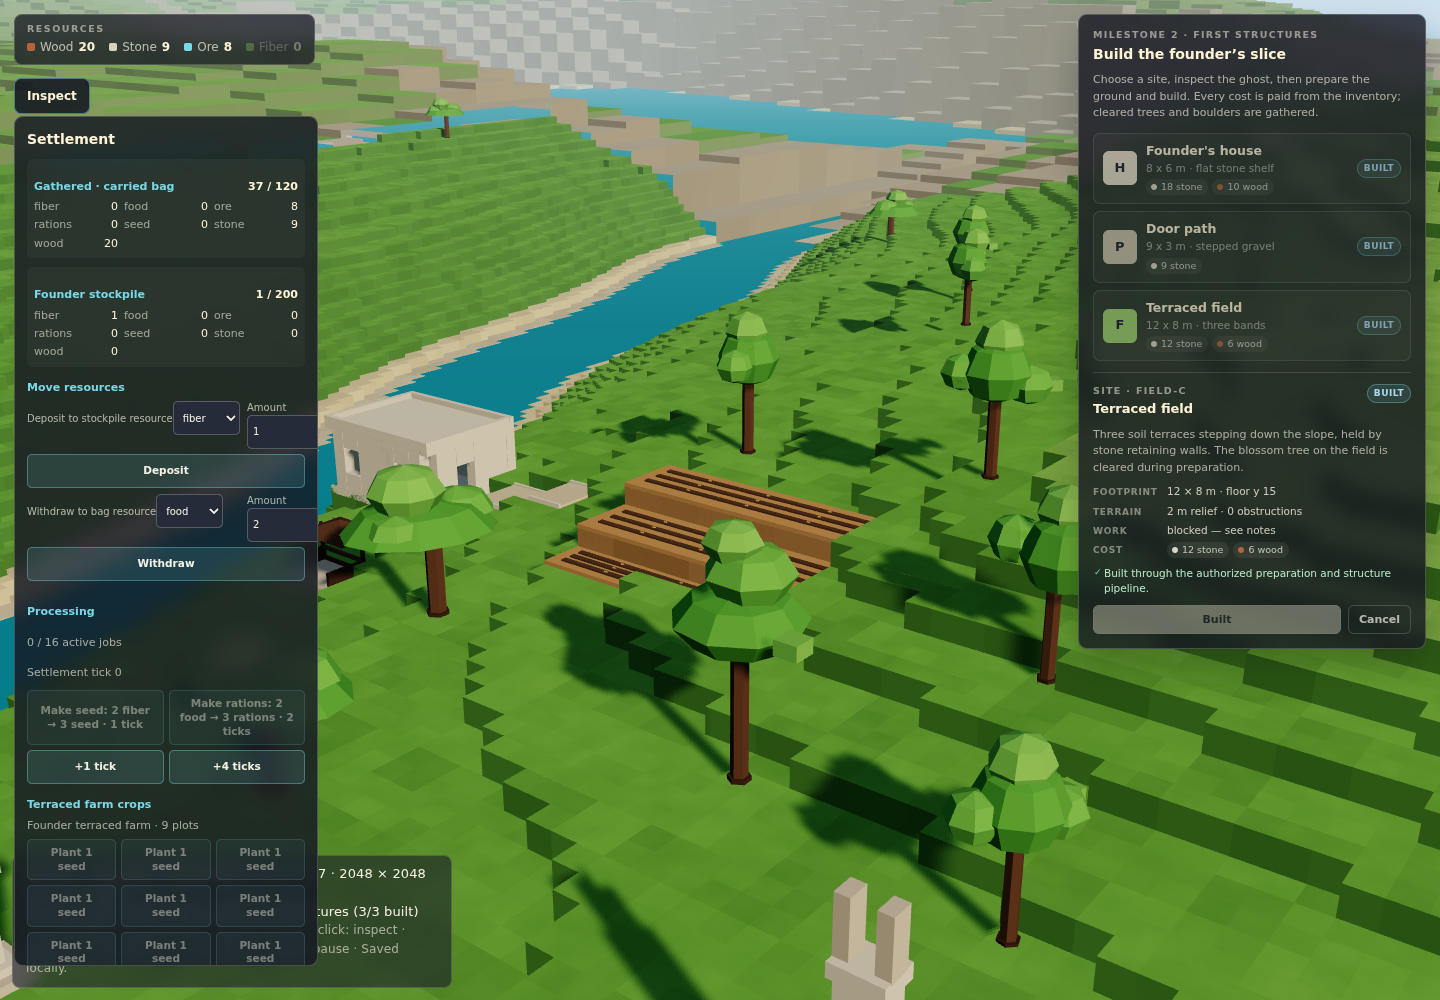 RESOURCES
Wood 20 Stone 9 Ore 8 Fiber 0
Inspect
Settlement
Gathered · carried bag 37 / 120
fiber 0 food 0 ore 8
rations 0 seed 0 stone 9
wood 20
Founder stockpile 1 / 200
fiber 1 food 0 ore 0
rations 0 seed 0 stone 0
wood 0
Move resources
Deposit to stockpile resource fiber Amount 1
Deposit
Withdraw to bag resource food Amount 2
Withdraw
Processing
0 / 16 active jobs
Settlement tick 0
Make seed: 2 fiber
→ 3 seed · 1 tick
Make rations: 2
food → 3 rations · 2
ticks
+1 tick +4 ticks
Terraced farm crops
Founder terraced farm · 9 plots
Plant 1 seed Plant 1 seed Plant 1 seed
Plant 1 seed Plant 1 seed Plant 1 seed
Plant 1 seed Plant 1 seed Plant 1 seed
7 · 2048 × 2048
tures (3/3 built)
click: inspect ·
pause · Saved
locally.
MILESTONE 2 · FIRST STRUCTURES
Build the founder’s slice
Choose a site, inspect the ghost, then prepare the
ground and build. Every cost is paid from the inventory;
cleared trees and boulders are gathered.
H Founder's house BUILT
8 x 6 m · flat stone shelf
18 stone 10 wood
P Door path BUILT
9 x 3 m · stepped gravel
9 stone
F Terraced field BUILT
12 x 8 m · three bands
12 stone 6 wood
SITE · FIELD-C BUILT
Terraced field
Three soil terraces stepping down the slope, held by
stone retaining walls. The blossom tree on the field is
cleared during preparation.
FOOTPRINT 12 × 8 m · floor y 15
TERRAIN 2 m relief · 0 obstructions
WORK blocked — see notes
COST 12 stone 6 wood
✓ Built through the authorized preparation and structure
pipeline.
Built Cancel